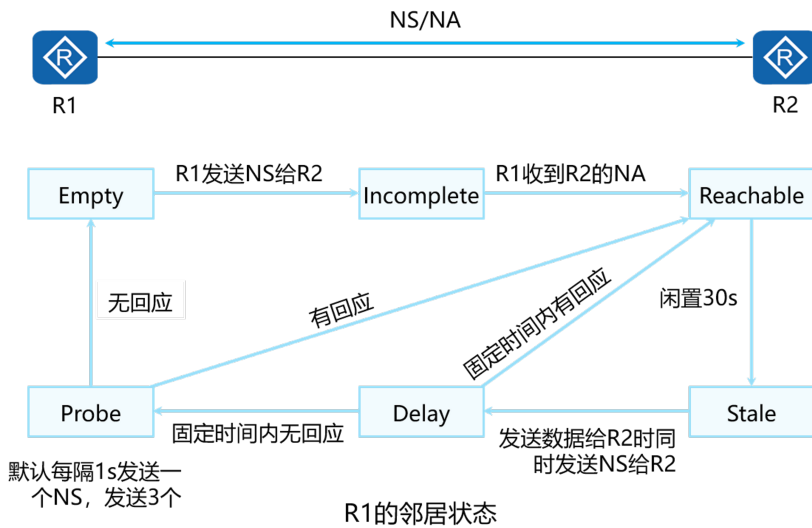 NS/NA
R
R
R1
R2
R1发送NS给R2
R1收到R2的NA
Empty
Incomplete
Reachable
无回应
有回应
固定时间内有回应
闲置30s
Probe
Delay
Stale
固定时间内无回应
发送数据给R2时同
时发送NS给R2
默认每隔1s发送一
个NS，发送3个
R1的邻居状态